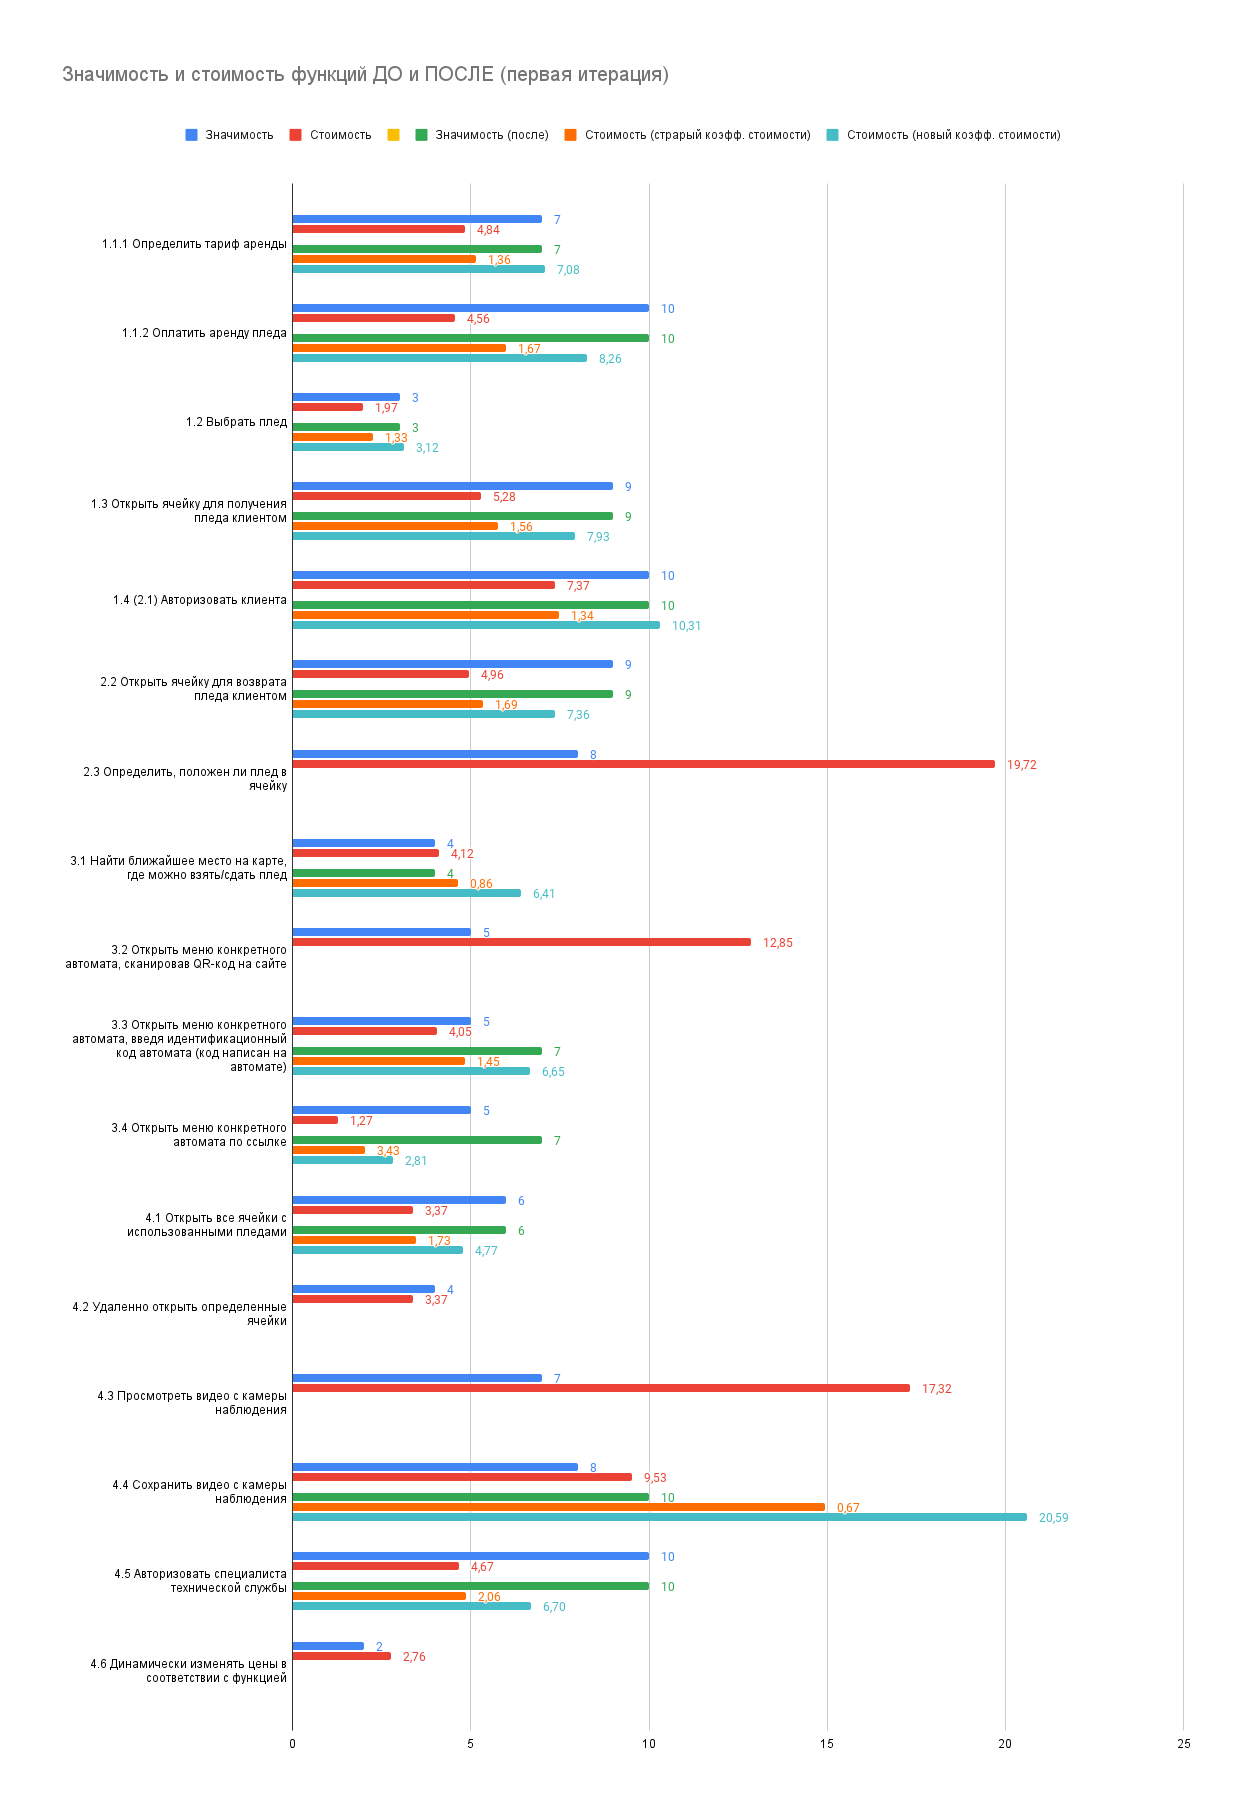 Значимость и стоимость функций ДО и ПОСЛЕ (первая итерация)
Значимость Стоимость Значимость (после) Стоимость (страрый коэфф. стоимости) Стоимость (новый коэфф. стоимости)
1.1.1 Определить тариф аренды
7
4,84
7
1,36
7,08
1.1.2 Оплатить аренду пледа
10
4,56
10
1,67
8,26
1.2 Выбрать плед
3
1,97
3
1,33
3,12
1.3 Открыть ячейку для получения
пледа клиентом
9
5,28
9
1,56
7,93
1.4 (2.1) Авторизовать клиента
10
7,37
10
1,34
10,31
2.2 Открыть ячейку для возврата
пледа клиентом
9
4,96
9
1,69
7,36
2.3 Определить, положен ли плед в
ячейку
8
19,72
3.1 Найти ближайшее место на карте,
где можно взять/сдать плед
4
4,12
4
0,86
6,41
3.2 Открыть меню конкретного
автомата, сканировав QR-код на сайте
5
12,85
3.3 Открыть меню конкретного
автомата, введя идентификационный
код автомата (код написан на
автомате)
5
4,05
7
1,45
6,65
3.4 Открыть меню конкретного
автомата по ссылке
5
1,27
7
3,43
2,81
4.1 Открыть все ячейки с
использованными пледами
6
3,37
6
1,73
4,77
4.2 Удаленно открыть определенные
ячейки
4
3,37
4.3 Просмотреть видео с камеры
наблюдения
7
17,32
4.4 Сохранить видео с камеры
наблюдения
8
9,53
10
0,67
20,59
4.5 Авторизовать специалиста
технической службы
10
4,67
10
2,06
6,70
4.6 Динамически изменять цены в
соответствии с функцией
2
2,76
0 5 10 15 20 25